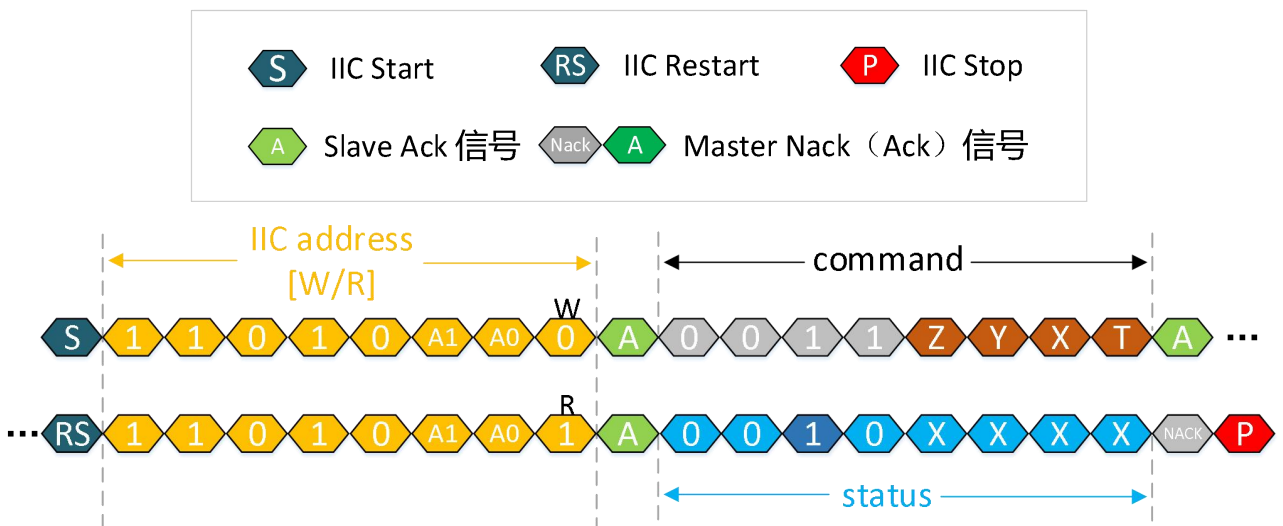 S IIC Start RS IIC Restart P IIC Stop
A Slave Ack 信号 Nack A Master Nack（Ack）信号
IIC address
[W/R]
command
W
S 1 1 0 1 0 A1 A0 0 A 0 0 1 1 Z Y X T A ...
R
... RS 1 1 0 1 0 A1 A0 1 A 0 0 1 0 X X X X NACK P
status